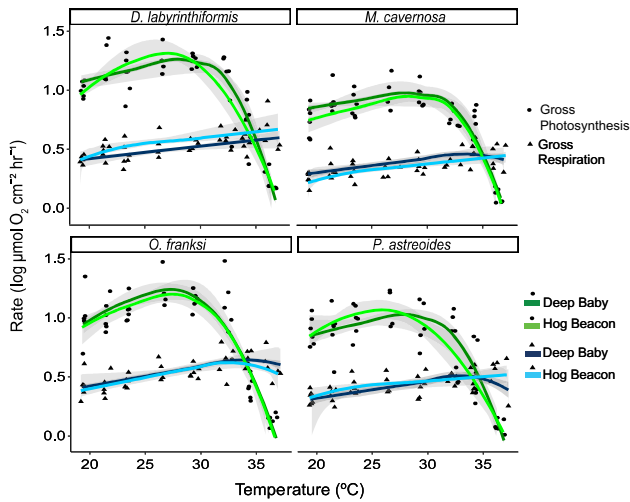 D. labyrinthiformis
M. cavernosa
1.5
1.0
0.5
0.0
Gross
Photosynthesis
Gross
Respiration
Rate (log μmol O₂ cm⁻² hr⁻¹)
O. franksi
P. astreoides
1.5
1.0
0.5
0.0
Deep Baby
Hog Beacon
Deep Baby
Hog Beacon
20 25 30 35 20 25 30 35
Temperature (ºC)